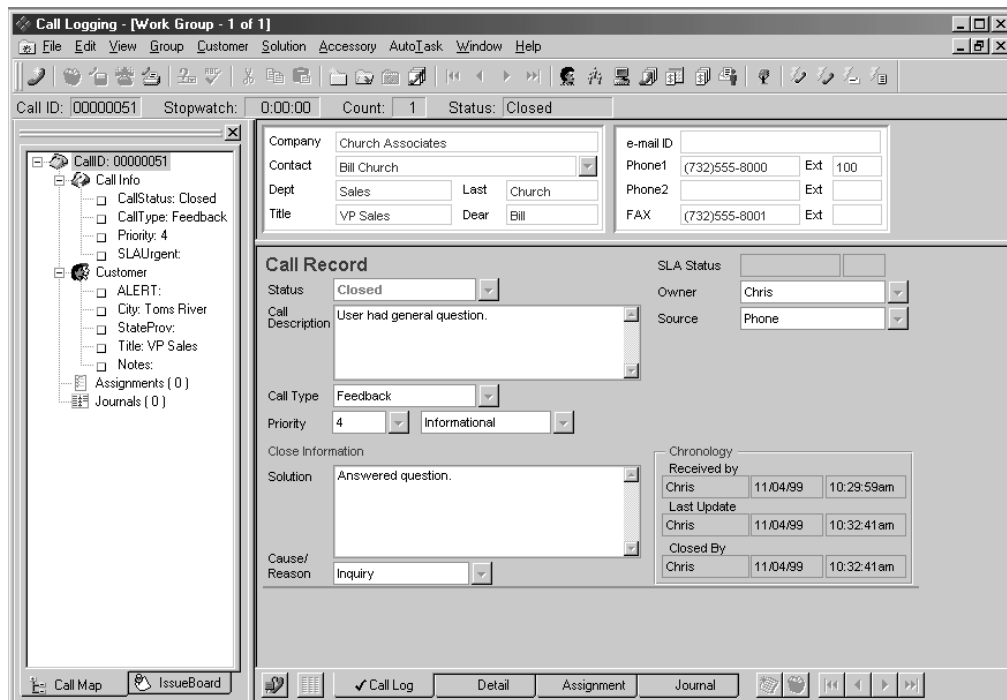 Call Logging - [Work Group - 1 of 1]
File Edit View Group Customer Solution Accessory AutoTask Window Help
Call ID: 00000051 Stopwatch: 0:00:00 Count: 1 Status: Closed
CallID: 00000051
Call Info
CallStatus: Closed
CallType: Feedback
Priority: 4
SLAUrgent:
Customer
ALERT:
City: Toms River
StateProv:
Title: VP Sales
Notes:
Assignments ( 0 )
Journals ( 0 )
Call Map IssueBoard
Company Church Associates
Contact Bill Church
Dept Sales Last Church
Title VP Sales Dear Bill
e-mail ID
Phone1 (732)555-8000 Ext 100
Phone2 Ext
FAX (732)555-8001 Ext
Call Record
Status Closed
Call Description User had general question.
Call Type Feedback
Priority 4 Informational
SLA Status
Owner Chris
Source Phone
Close Information
Solution Answered question.
Cause/ Reason Inquiry
Chronology
Received by
Chris 11/04/99 10:29:59am
Last Update
Chris 11/04/99 10:32:41am
Closed By
Chris 11/04/99 10:32:41am
✓ Call Log Detail Assignment Journal